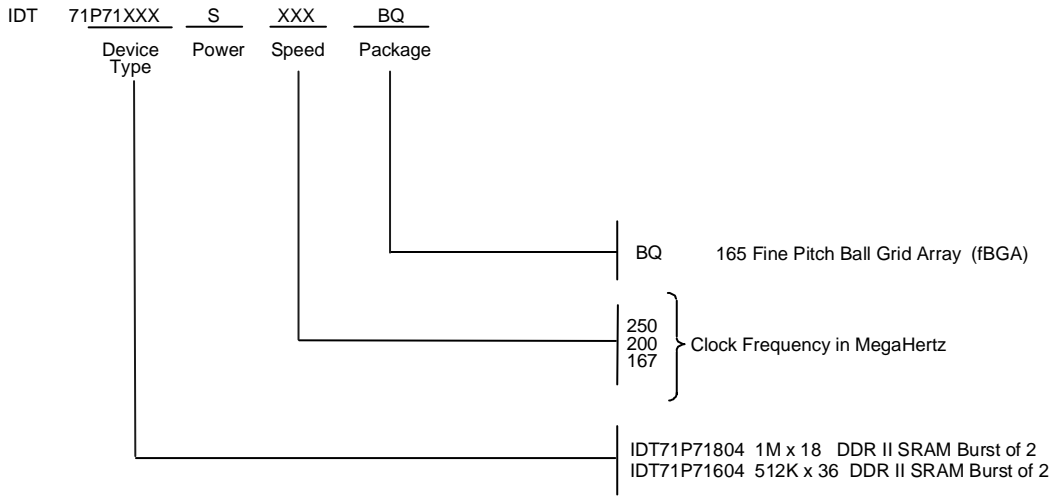 IDT 71P71XXX S XXX BQ
Device Type Power Speed Package
BQ 165 Fine Pitch Ball Grid Array (fBGA)
250
200
167
Clock Frequency in MegaHertz
IDT71P71804 1M x 18 DDR II SRAM Burst of 2
IDT71P71604 512K x 36 DDR II SRAM Burst of 2